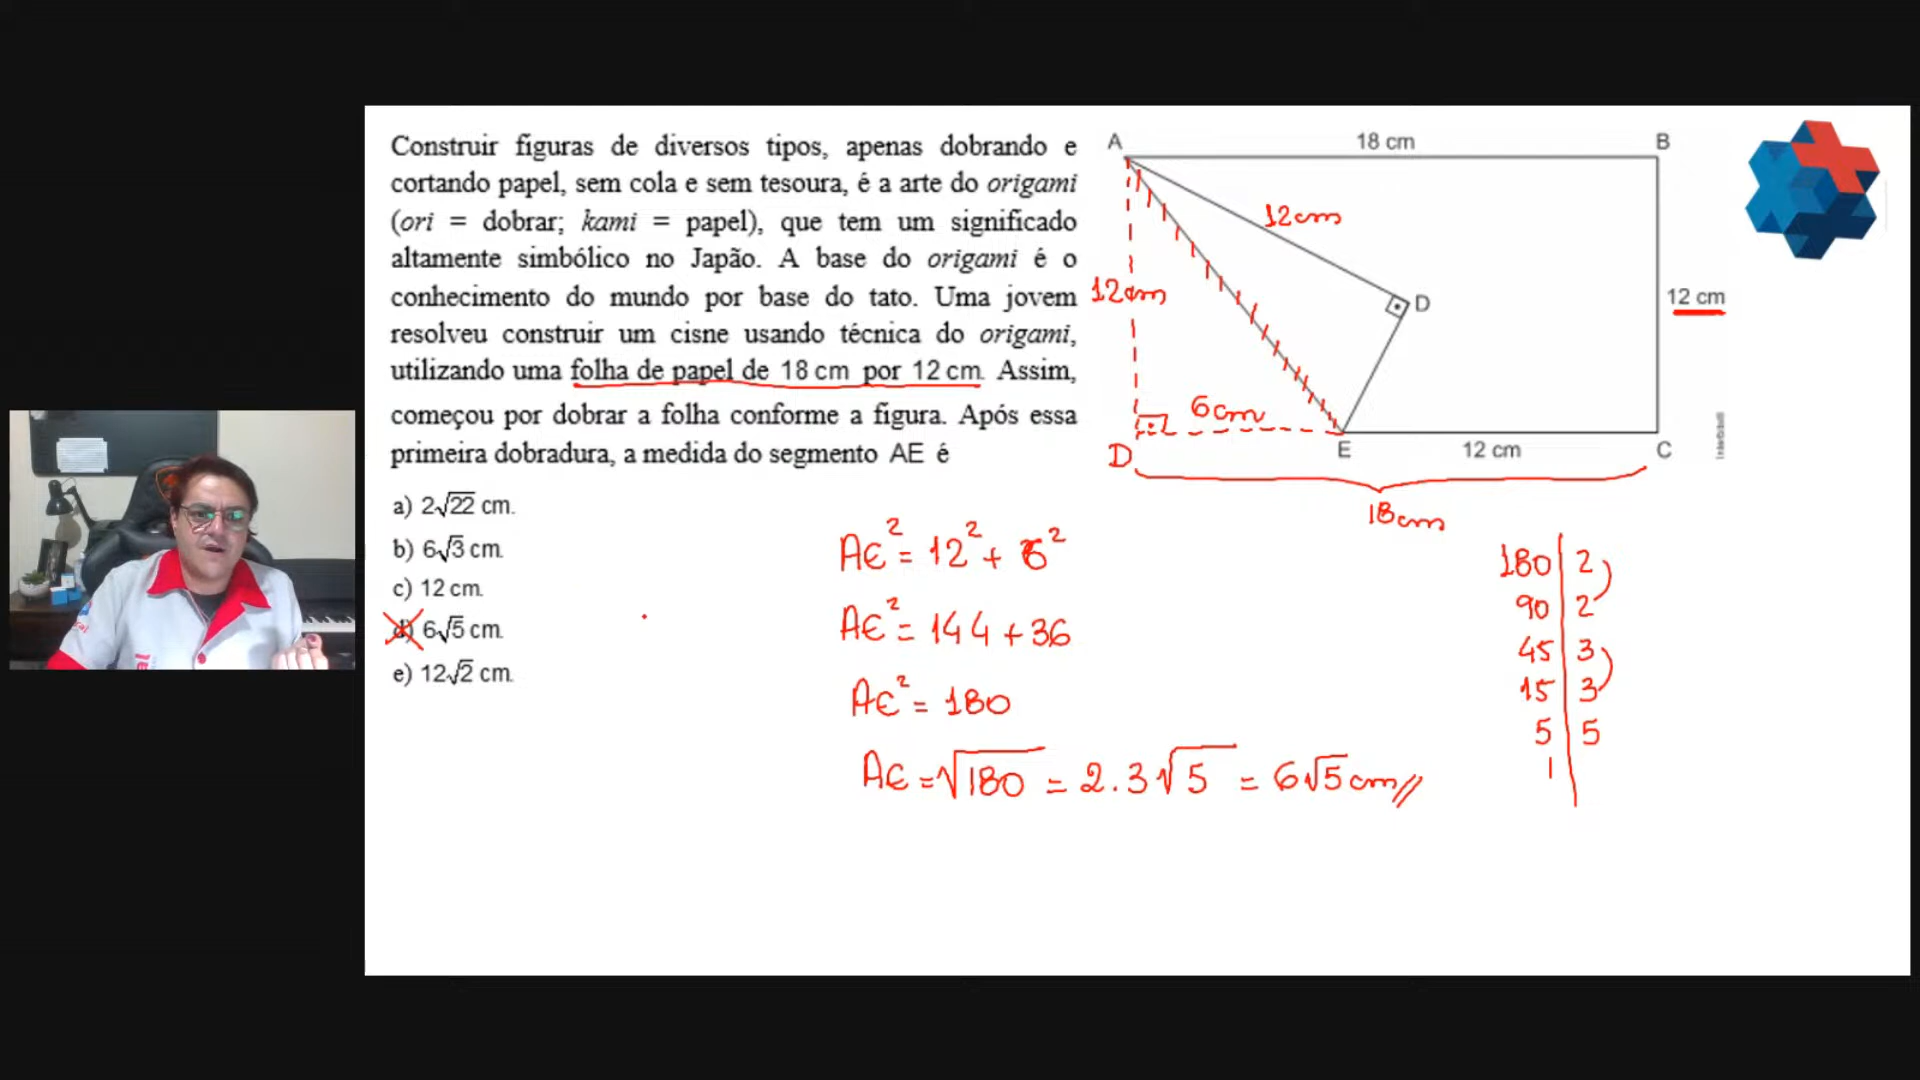 Construir figuras de diversos tipos, apenas dobrando e
cortando papel, sem cola e sem tesoura, é a arte do origami
(ori = dobrar; kami = papel), que tem um significado
altamente simbólico no Japão. A base do origami é o
conhecimento do mundo por base do tato. Uma jovem
resolveu construir um cisne usando técnica do origami,
utilizando uma folha de papel de 18 cm por 12 cm. Assim,
começou por dobrar a folha conforme a figura. Após essa
primeira dobradura, a medida do segmento AE é
a) 2√22 cm.
b) 6√3 cm.
c) 12 cm.
d) 6√5 cm.
e) 12√2 cm.
A 18 cm B
12cm
12cm
D
12 cm
6cm
D E 12 cm C
18cm
AE² = 12² + 6²
AE² = 144 + 36
AE² = 180
AE = √180 = 2.3√5 = 6√5 cm//
180 2
90 2
45 3
15 3
5 5
1